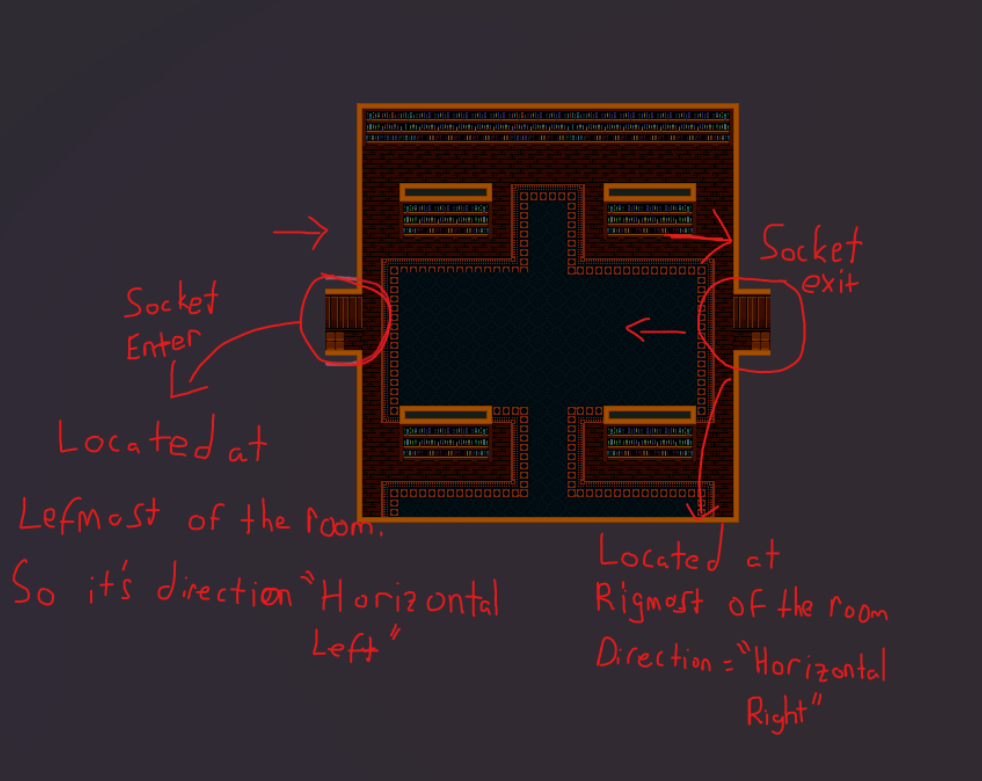 Socket
Enter
Located at
Lefmost of the room.
So it's direction "Horizontal
Left"
Socket
exit
Located at
Rigmost of the room
Direction = "Horizontal
Right"